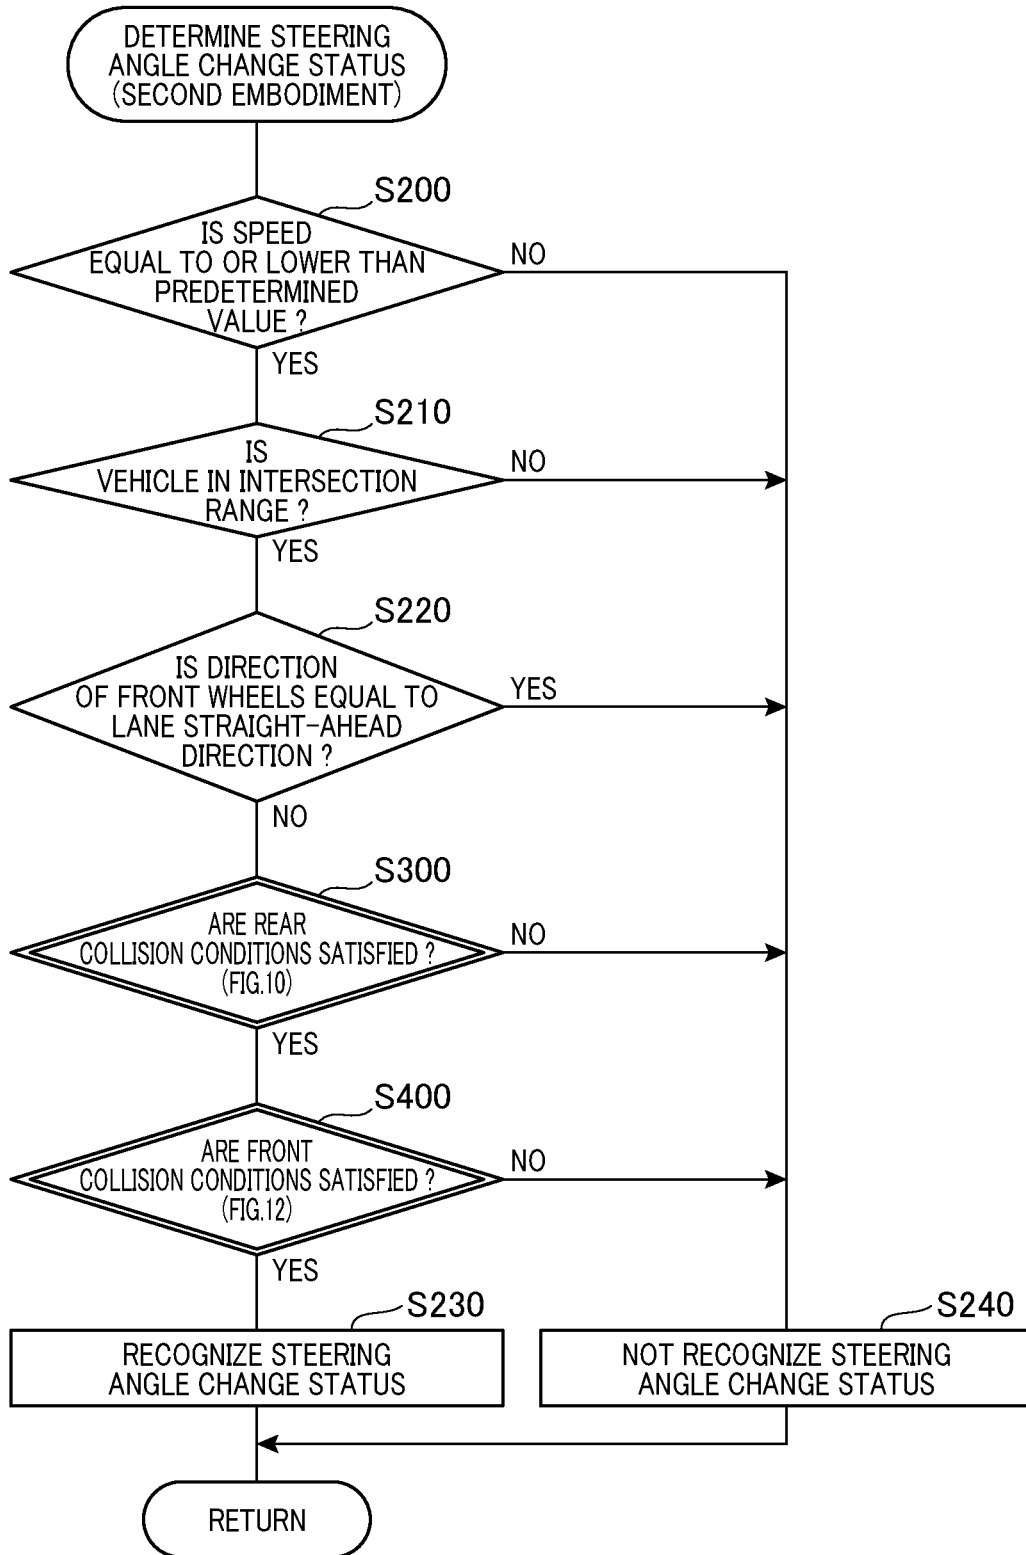 DETERMINE STEERING
ANGLE CHANGE STATUS
(SECOND EMBODIMENT)
S200
IS SPEED
EQUAL TO OR LOWER THAN
PREDETERMINED
VALUE ?
NO
YES
S210
IS
VEHICLE IN INTERSECTION
RANGE ?
NO
YES
S220
IS DIRECTION
OF FRONT WHEELS EQUAL TO
LANE STRAIGHT-AHEAD
DIRECTION ?
YES
NO
S300
ARE REAR
COLLISION CONDITIONS SATISFIED ?
(FIG.10)
NO
YES
S400
ARE FRONT
COLLISION CONDITIONS SATISFIED ?
(FIG.12)
NO
YES
S230
RECOGNIZE STEERING
ANGLE CHANGE STATUS
S240
NOT RECOGNIZE STEERING
ANGLE CHANGE STATUS
RETURN